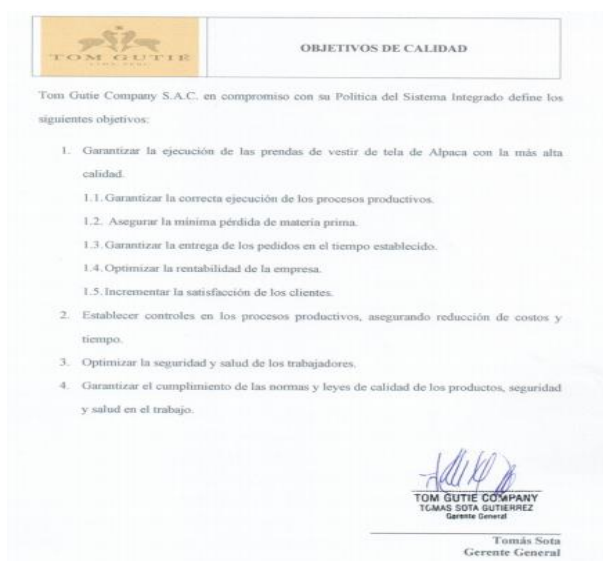 TOM GUTIE
LIMA PERU
OBJETIVOS DE CALIDAD
Tom Gutie Company S.A.C. en compromiso con su Política del Sistema Integrado define los
siguientes objetivos:
1. Garantizar la ejecución de las prendas de vestir de tela de Alpaca con la más alta
calidad.
1.1. Garantizar la correcta ejecución de los procesos productivos.
1.2. Asegurar la mínima pérdida de materia prima.
1.3. Garantizar la entrega de los pedidos en el tiempo establecido.
1.4. Optimizar la rentabilidad de la empresa.
1.5. Incrementar la satisfacción de los clientes.
2. Establecer controles en los procesos productivos, asegurando reducción de costos y
tiempo.
3. Optimizar la seguridad y salud de los trabajadores.
4. Garantizar el cumplimiento de las normas y leyes de calidad de los productos, seguridad
y salud en el trabajo.
TOM GUTIE COMPANY
TOMAS SOTA GUTIERREZ
Gerente General
Tomás Sota
Gerente General